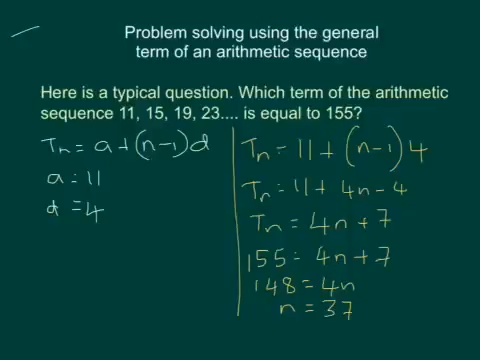 Problem solving using the general
term of an arithmetic sequence
Here is a typical question. Which term of the arithmetic
sequence 11, 15, 19, 23.... is equal to 155?
Tn = a+(n-1)d
a = 11
d = 4
Tn = 11 + (n-1) 4
Tn = 11 + 4n - 4
Tn = 4n + 7
155 = 4n + 7
148 = 4n
n = 37